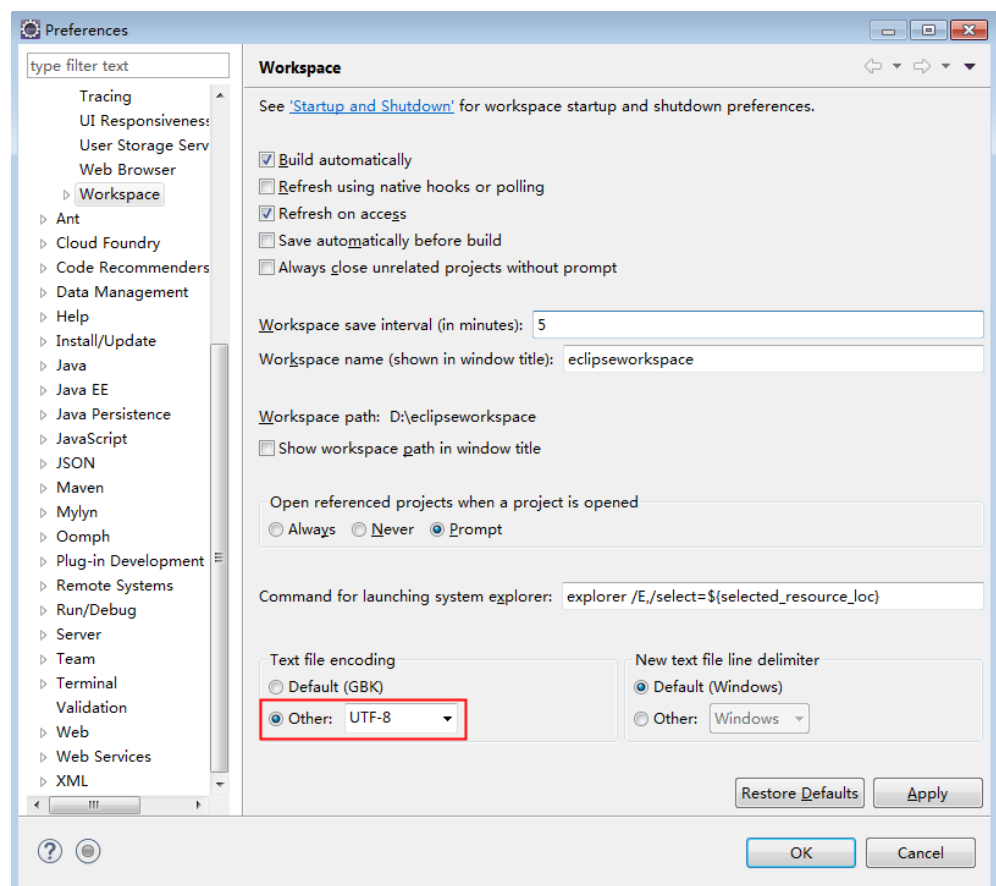 Preferences
type filter text
Tracing
UI Responsiveness
User Storage Serv
Web Browser
Workspace
Ant
Cloud Foundry
Code Recommenders
Data Management
Help
Install/Update
Java
Java EE
Java Persistence
JavaScript
JSON
Maven
Mylyn
Oomph
Plug-in Development
Remote Systems
Run/Debug
Server
Team
Terminal
Validation
Web
Web Services
XML
Workspace
See 'Startup and Shutdown' for workspace startup and shutdown preferences.
Build automatically
Refresh using native hooks or polling
Refresh on access
Save automatically before build
Always close unrelated projects without prompt
Workspace save interval (in minutes): 5
Workspace name (shown in window title): eclipseworkspace
Workspace path: D:\eclipseworkspace
Show workspace path in window title
Open referenced projects when a project is opened
Always Never Prompt
Command for launching system explorer: explorer /E,/select=${selected_resource_loc}
Text file encoding
Default (GBK)
Other: UTF-8
New text file line delimiter
Default (Windows)
Other: Windows
Restore Defaults Apply
OK Cancel